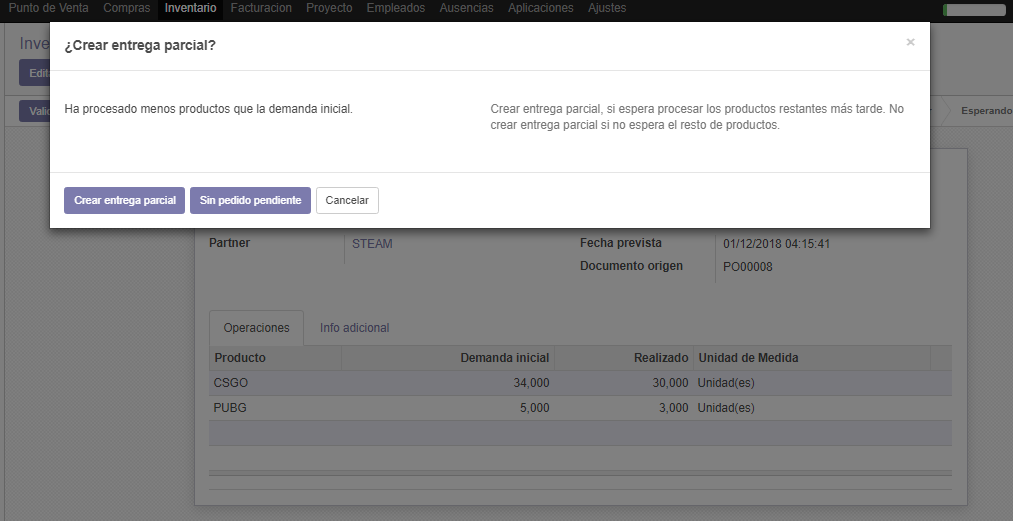 Punto de Venta Compras Inventario Facturacion Proyecto Empleados Ausencias Aplicaciones Ajustes
¿Crear entrega parcial? ×
Ha procesado menos productos que la demanda inicial.
Crear entrega parcial, si espera procesar los productos restantes más tarde. No
crear entrega parcial si no espera el resto de productos.
Esperando
Crear entrega parcial Sin pedido pendiente Cancelar
Partner STEAM Fecha prevista 01/12/2018 04:15:41
Documento origen PO00008
Operaciones Info adicional
Producto Demanda inicial Realizado Unidad de Medida
CSGO 34,000 30,000 Unidad(es)
PUBG 5,000 3,000 Unidad(es)